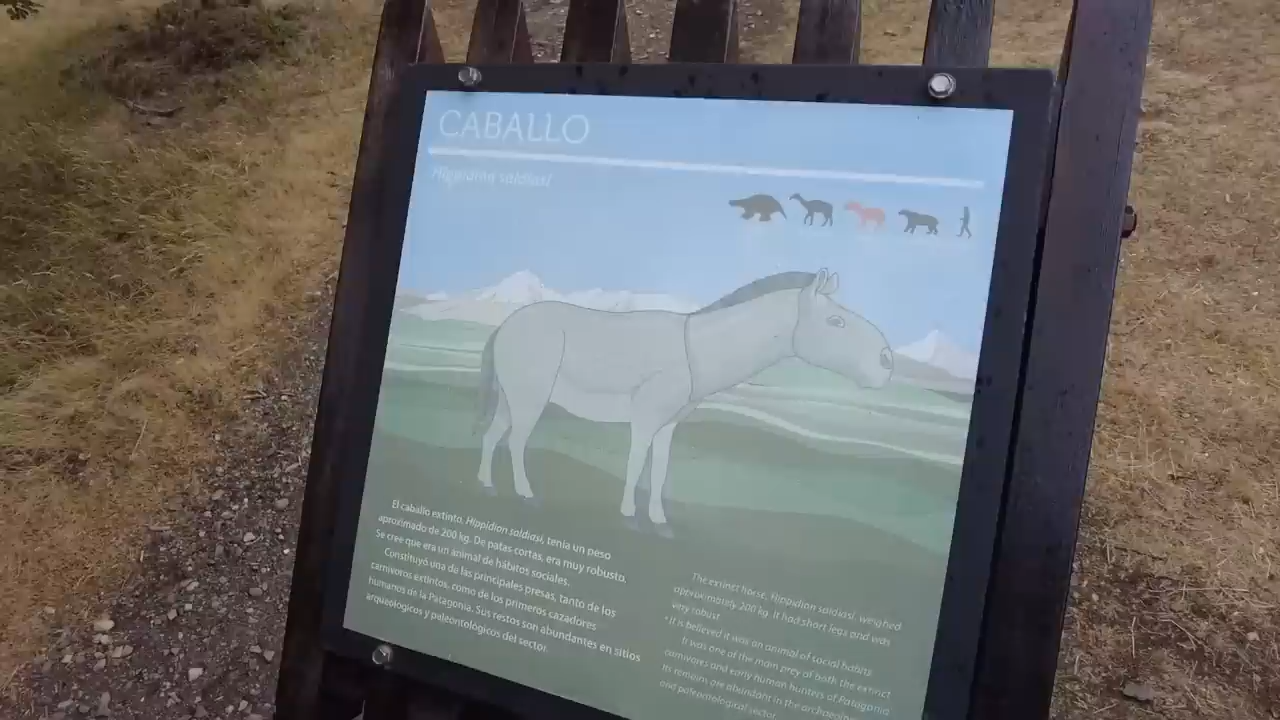 CABALLO
Hippidion saldiasi
El caballo extinto, Hippidion saldiasi, tenía un peso
aproximado de 200 kg. De patas cortas, era muy robusto.
Se cree que era un animal de hábitos sociales.
Constituyó una de las principales presas, tanto de los
carnívoros extintos, como de los primeros cazadores
humanos de la Patagonia. Sus restos son abundantes en sitios
arqueológicos y paleontológicos del sector.
The extinct horse, Hippidion saldiasi, weighed
approximately 200 kg. It had short legs and was
very robust.
It is believed it was an animal of social habits.
It was one of the main prey of both the extinct
carnivores and early human hunters of Patagonia.
Its remains are abundant in the
and paleontological sector.